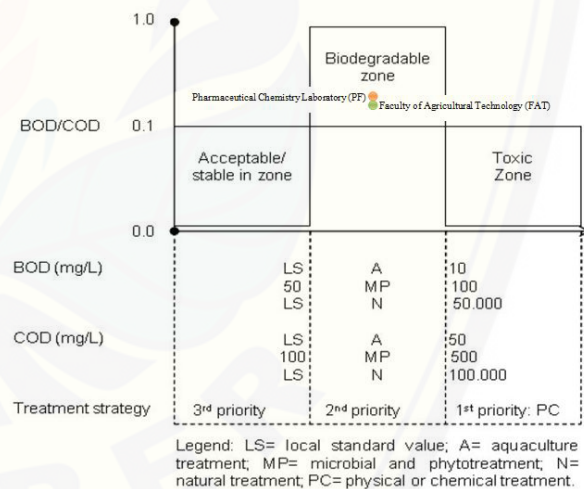 1.0
Biodegradable
zone
Pharmaceutical Chemistry Laboratory (PF)
Faculty of Agricultural Technology (FAT)
BOD/COD 0.1
Acceptable/
stable in zone
Toxic
Zone
0.0
BOD (mg/L) LS A 10
50 MP 100
LS N 50.000
COD (mg/L) LS A 50
100 MP 500
LS N 100.000
Treatment strategy 3rd priority 2nd priority 1st priority: PC
Legend: LS= local standard value; A= aquaculture
treatment; MP= microbial and phytotreatment; N=
natural treatment; PC= physical or chemical treatment.